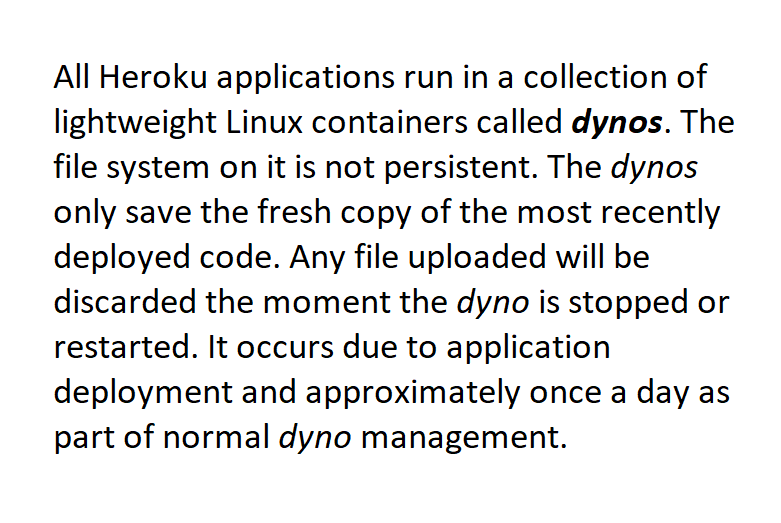 All Heroku applications run in a collection of
lightweight Linux containers called dynos. The
file system on it is not persistent. The dynos
only save the fresh copy of the most recently
deployed code. Any file uploaded will be
discarded the moment the dyno is stopped or
restarted. It occurs due to application
deployment and approximately once a day as
part of normal dyno management.